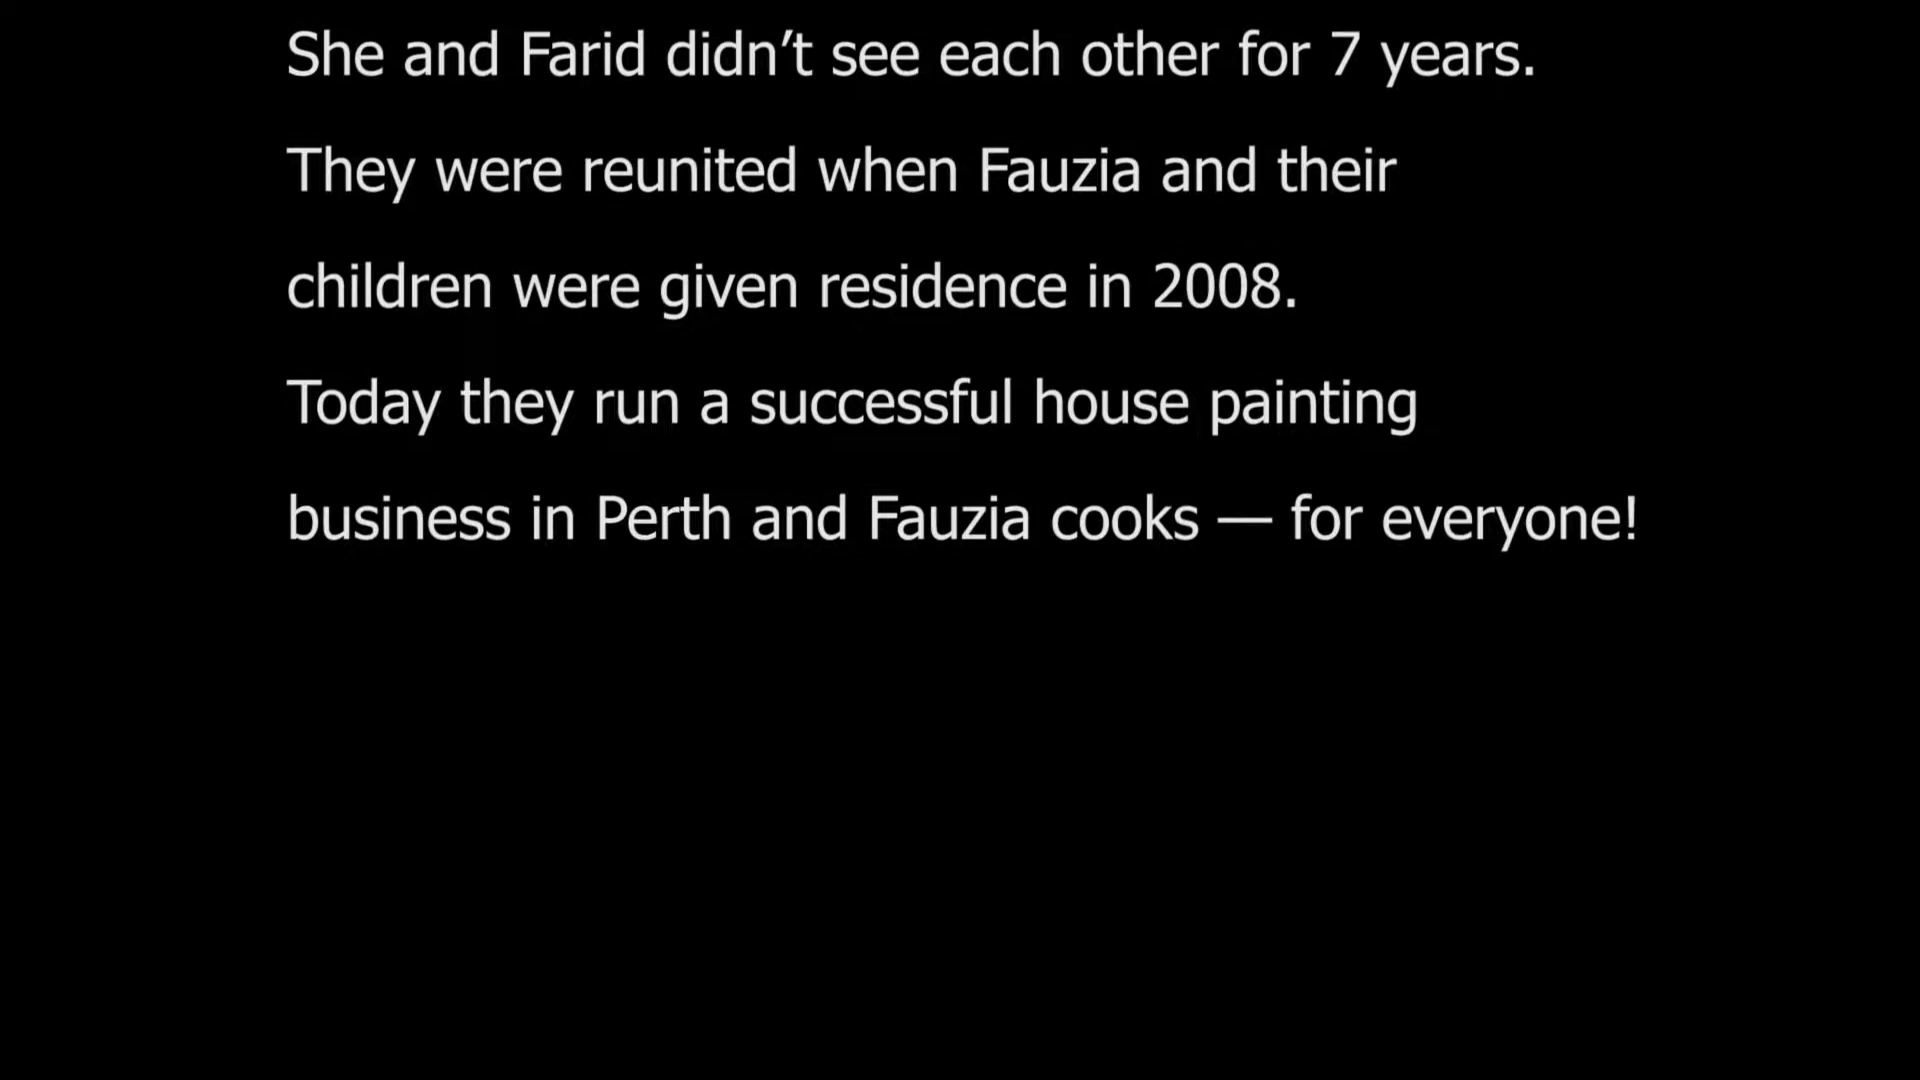 She and Farid didn’t see each other for 7 years.
They were reunited when Fauzia and their
children were given residence in 2008.
Today they run a successful house painting
business in Perth and Fauzia cooks — for everyone!